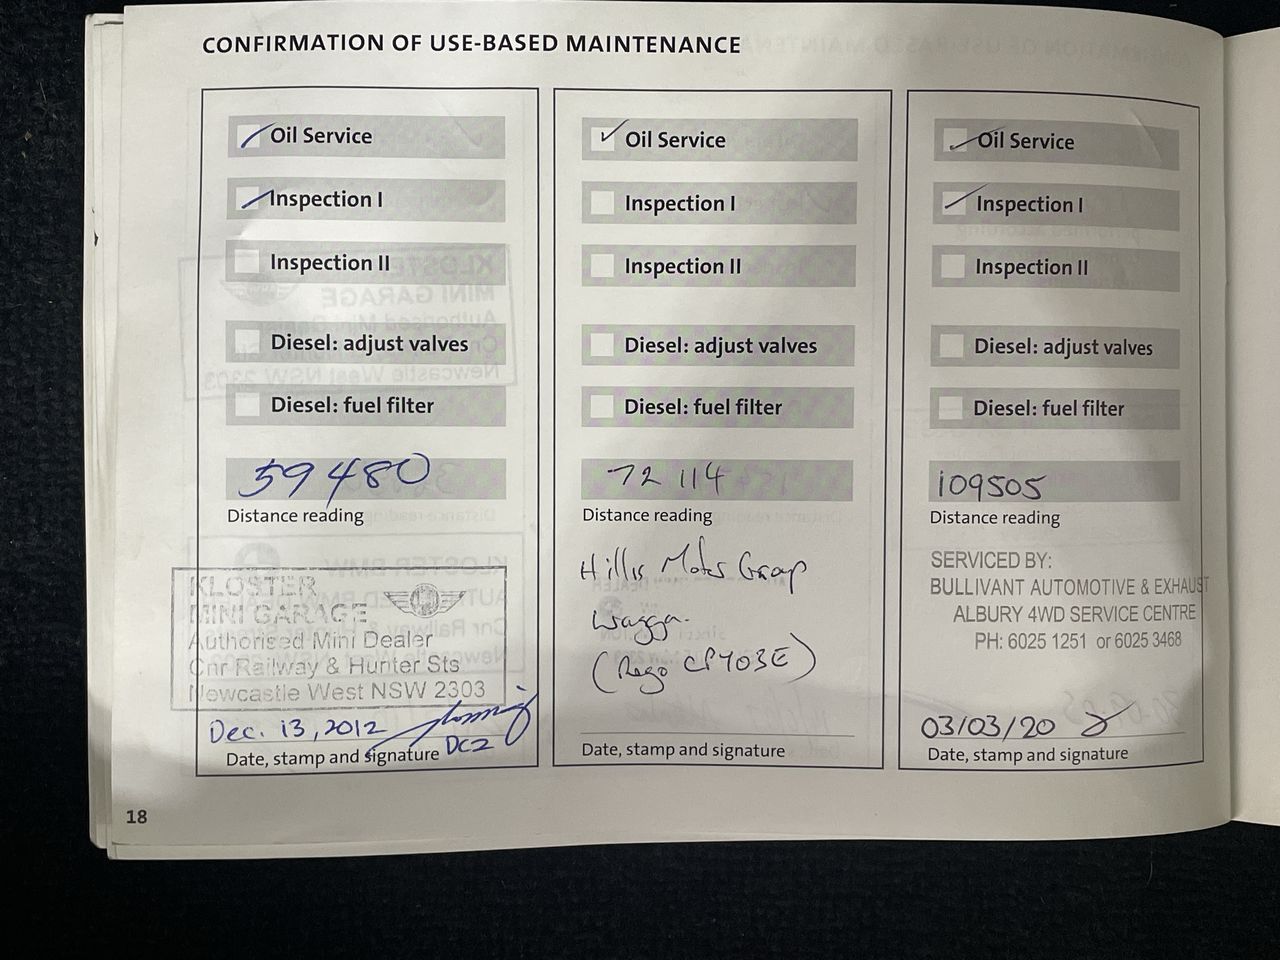 CONFIRMATION OF USE-BASED MAINTENANCE
Oil Service
Inspection I
Inspection II
Diesel: adjust valves
Diesel: fuel filter
59480
Distance reading
KLOSTER
MINI GARAGE
Authorised Mini Dealer
Cnr Railway & Hunter Sts
Newcastle West NSW 2303
Dec. 13, 2012
DC2
Date, stamp and signature
Oil Service
Inspection I
Inspection II
Diesel: adjust valves
Diesel: fuel filter
72 114
Distance reading
Hillis Motor Group
Wagga.
(Rego CPY03E)
Date, stamp and signature
Oil Service
Inspection I
Inspection II
Diesel: adjust valves
Diesel: fuel filter
109505
Distance reading
SERVICED BY:
BULLIVANT AUTOMOTIVE & EXHAUST
ALBURY 4WD SERVICE CENTRE
PH: 6025 1251 or 6025 3468
03/03/20
Date, stamp and signature
18